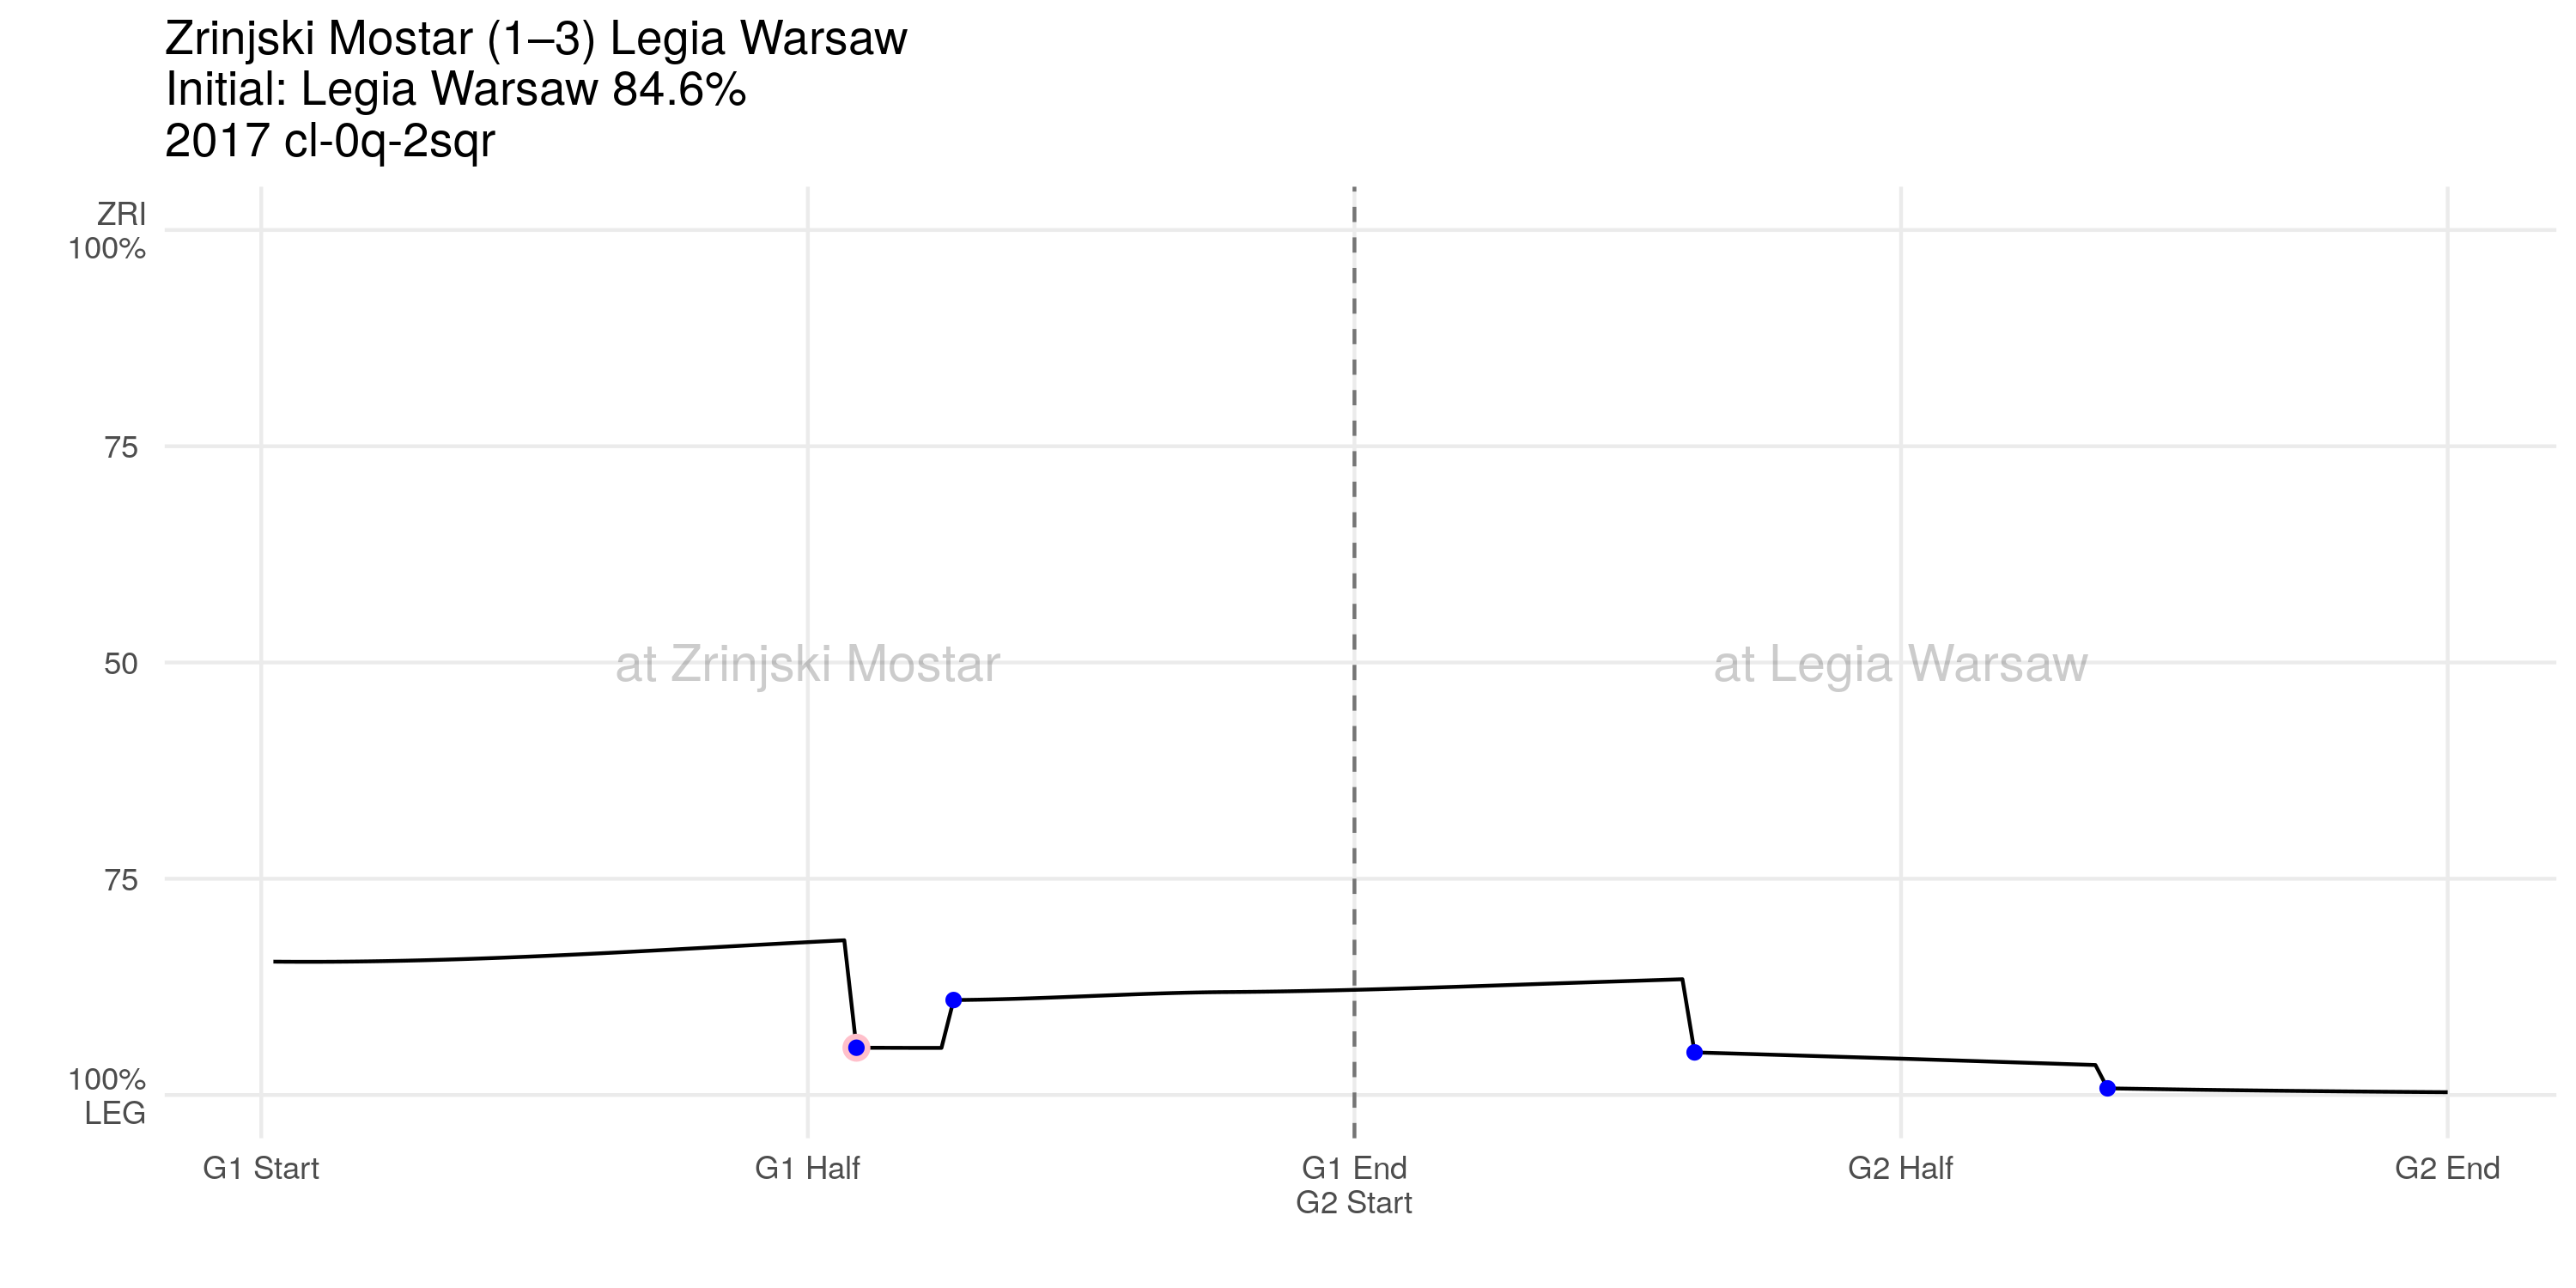 Zrinjski Mostar (1–3) Legia Warsaw
Initial: Legia Warsaw 84.6%
2017 cl-0q-2sqr
ZRI
100%
75
50
at Zrinjski Mostar
at Legia Warsaw
75
100%
LEG
G1 Start
G1 Half
G1 End
G2 Start
G2 Half
G2 End